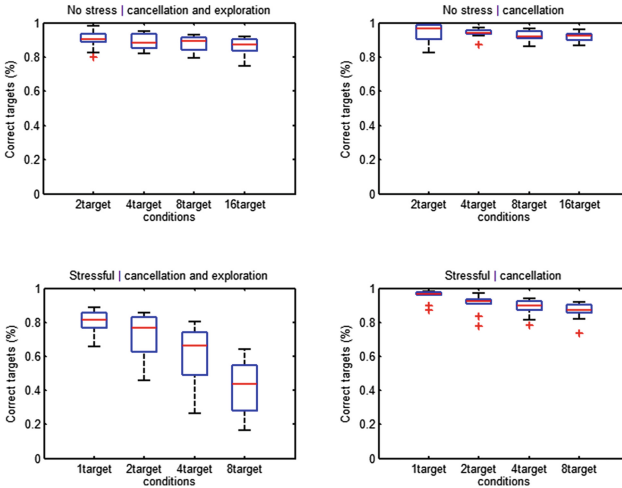 No stress | cancellation and exploration
1
0.8
0.6
0.4
0.2
0
Correct targets (%)
2target 4target 8target 16target
conditions
No stress | cancellation
1
0.8
0.6
0.4
0.2
0
Correct targets (%)
2target 4target 8target 16target
conditions
Stressful | cancellation and exploration
1
0.8
0.6
0.4
0.2
0
Correct targets (%)
1target 2target 4target 8target
conditions
Stressful | cancellation
1
0.8
0.6
0.4
0.2
0
Correct targets (%)
1target 2target 4target 8target
conditions